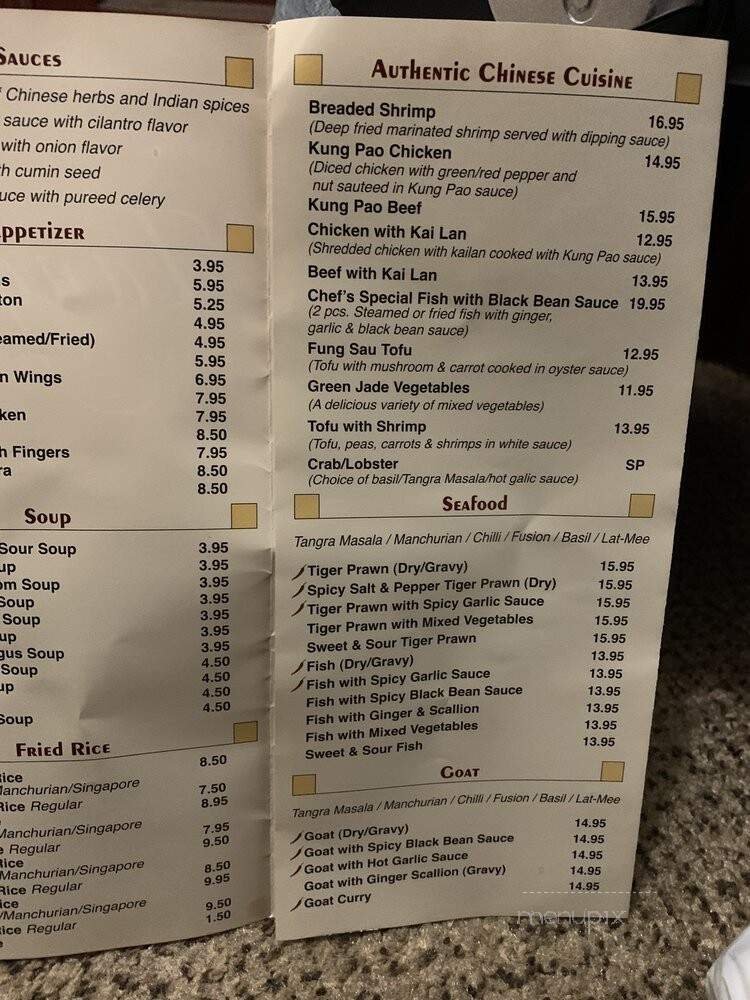 Sauces
Chinese herbs and Indian spices
sauce with cilantro flavor
with onion flavor
th cumin seed
uce with pureed celery
ppetizer
3.95
s 5.95
ton 5.25
4.95
eamed/Fried) 4.95
5.95
n Wings 6.95
7.95
ken 7.95
8.50
h Fingers 7.95
ra 8.50
8.50
Soup
Sour Soup 3.95
up 3.95
om Soup 3.95
Soup 3.95
Soup 3.95
up 3.95
gus Soup 3.95
Soup 4.50
up 4.50
4.50
Soup 4.50
Fried Rice
Rice 8.50
Manchurian/Singapore
Rice Regular 7.50
8.95
Manchurian/Singapore
e Regular 7.95
Rice 9.50
Manchurian/Singapore
Rice Regular 8.50
ice 9.95
/Manchurian/Singapore
Rice Regular 9.50
e 1.50
Authentic Chinese Cuisine
Breaded Shrimp 16.95
(Deep fried marinated shrimp served with dipping sauce)
Kung Pao Chicken 14.95
(Diced chicken with green/red pepper and
nut sauteed in Kung Pao sauce)
Kung Pao Beef 15.95
Chicken with Kai Lan 12.95
(Shredded chicken with kailan cooked with Kung Pao sauce)
Beef with Kai Lan 13.95
Chef's Special Fish with Black Bean Sauce 19.95
(2 pcs. Steamed or fried fish with ginger,
garlic & black bean sauce)
Fung Sau Tofu 12.95
(Tofu with mushroom & carrot cooked in oyster sauce)
Green Jade Vegetables 11.95
(A delicious variety of mixed vegetables)
Tofu with Shrimp 13.95
(Tofu, peas, carrots & shrimps in white sauce)
Crab/Lobster SP
(Choice of basil/Tangra Masala/hot galic sauce)
Seafood
Tangra Masala / Manchurian / Chilli / Fusion / Basil / Lat-Mee
Tiger Prawn (Dry/Gravy) 15.95
Spicy Salt & Pepper Tiger Prawn (Dry) 15.95
Tiger Prawn with Spicy Garlic Sauce 15.95
Tiger Prawn with Mixed Vegetables 15.95
Sweet & Sour Tiger Prawn 15.95
Fish (Dry/Gravy) 13.95
Fish with Spicy Garlic Sauce 13.95
Fish with Spicy Black Bean Sauce 13.95
Fish with Ginger & Scallion 13.95
Fish with Mixed Vegetables 13.95
Sweet & Sour Fish 13.95
Goat
Tangra Masala / Manchurian / Chilli / Fusion / Basil / Lat-Mee
Goat (Dry/Gravy) 14.95
Goat with Spicy Black Bean Sauce 14.95
Goat with Hot Garlic Sauce 14.95
Goat with Ginger Scallion (Gravy) 14.95
Goat Curry 14.95
menupix